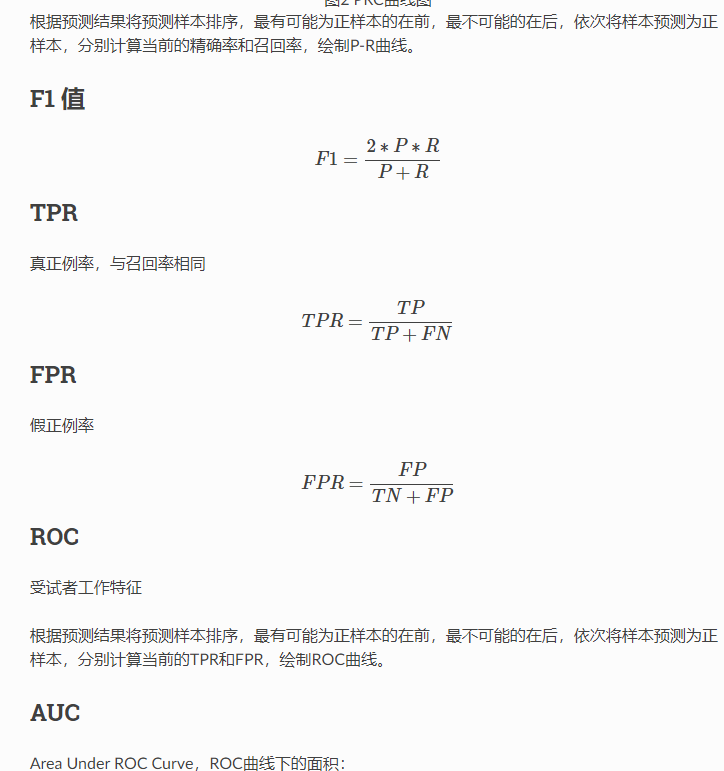 图2 PRC曲线图
根据预测结果将预测样本排序，最有可能为正样本的在前，最不可能的在后，依次将样本预测为正
样本，分别计算当前的精确率和召回率，绘制P-R曲线。
F1 值
F1 = \frac{2 * P * R}{P + R}
TPR
真正例率，与召回率相同
TPR = \frac{TP}{TP + FN}
FPR
假正例率
FPR = \frac{FP}{TN + FP}
ROC
受试者工作特征
根据预测结果将预测样本排序，最有可能为正样本的在前，最不可能的在后，依次将样本预测为正
样本，分别计算当前的TPR和FPR，绘制ROC曲线。
AUC
Area Under ROC Curve，ROC曲线下的面积：